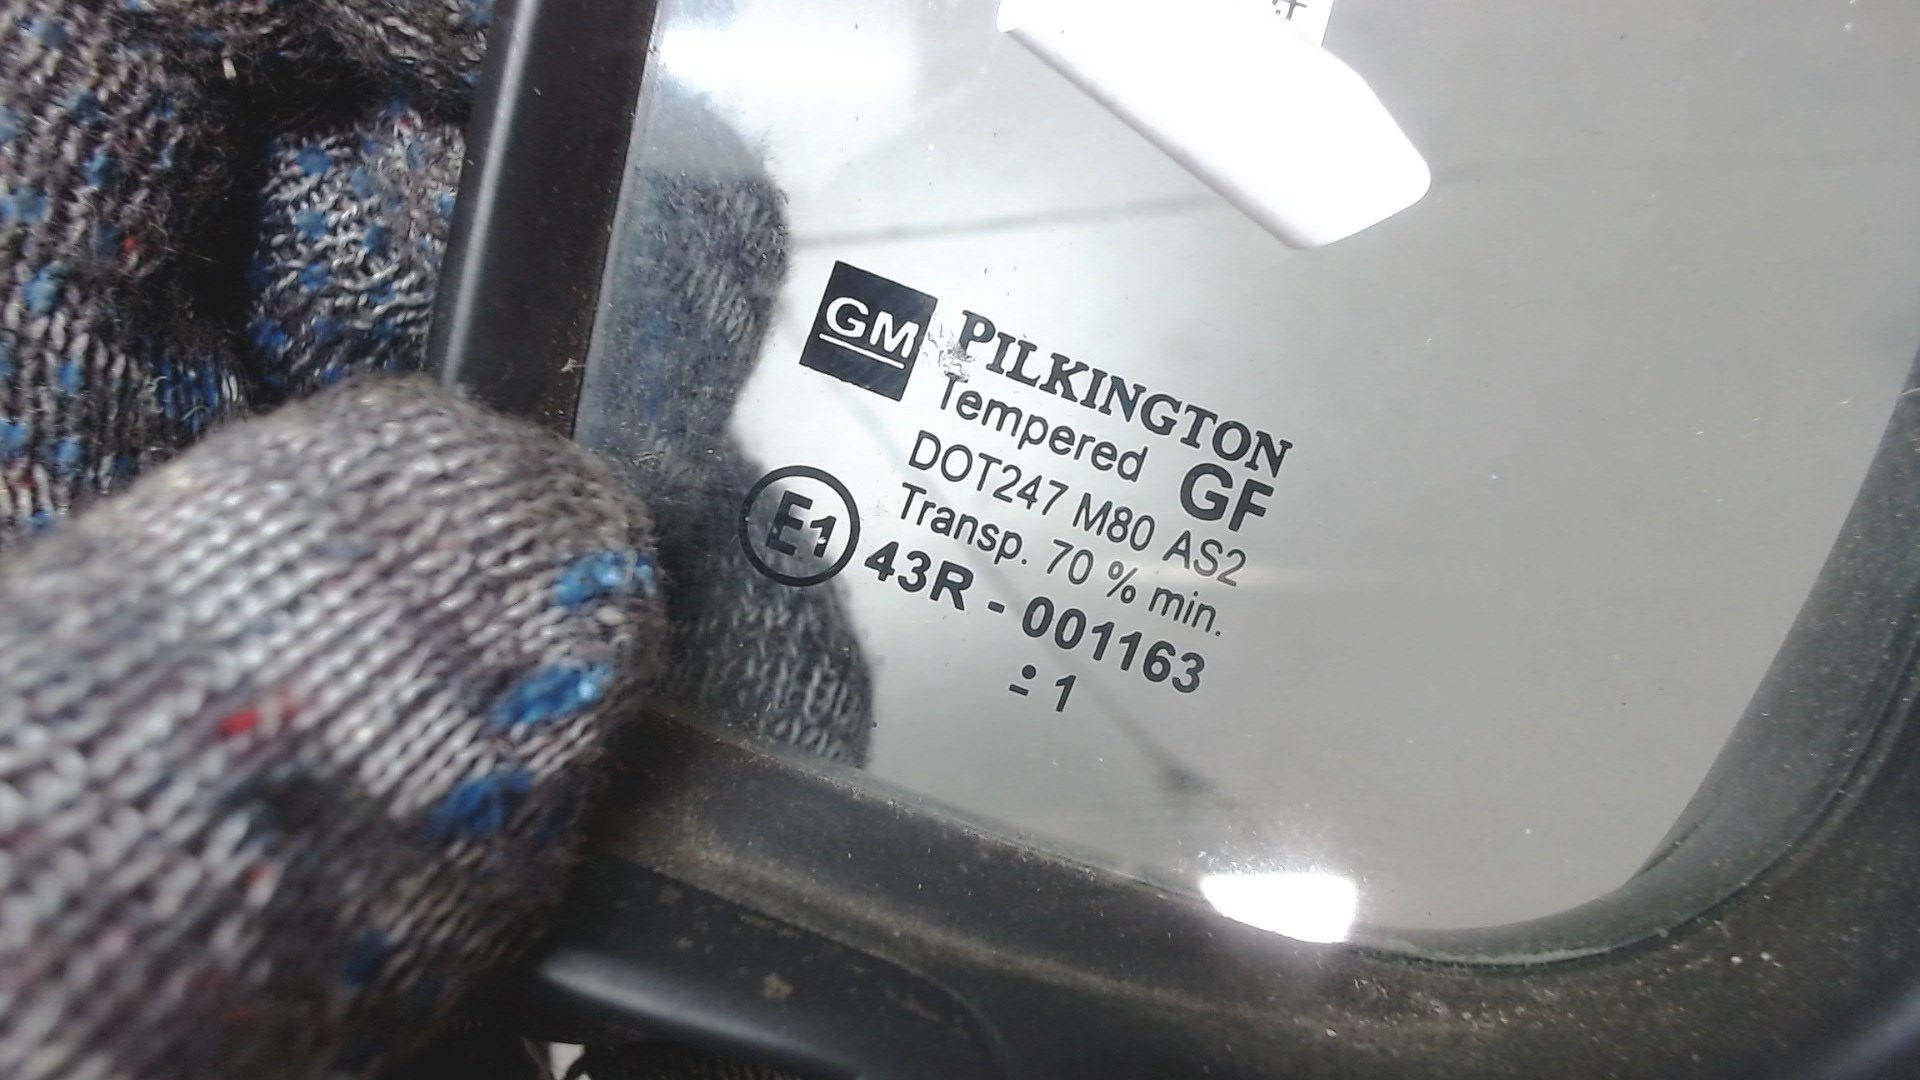 GM
PILKINGTON
Tempered GF
DOT247 M80 AS2
Transp. 70 % min.
E1 43R - 001163
1